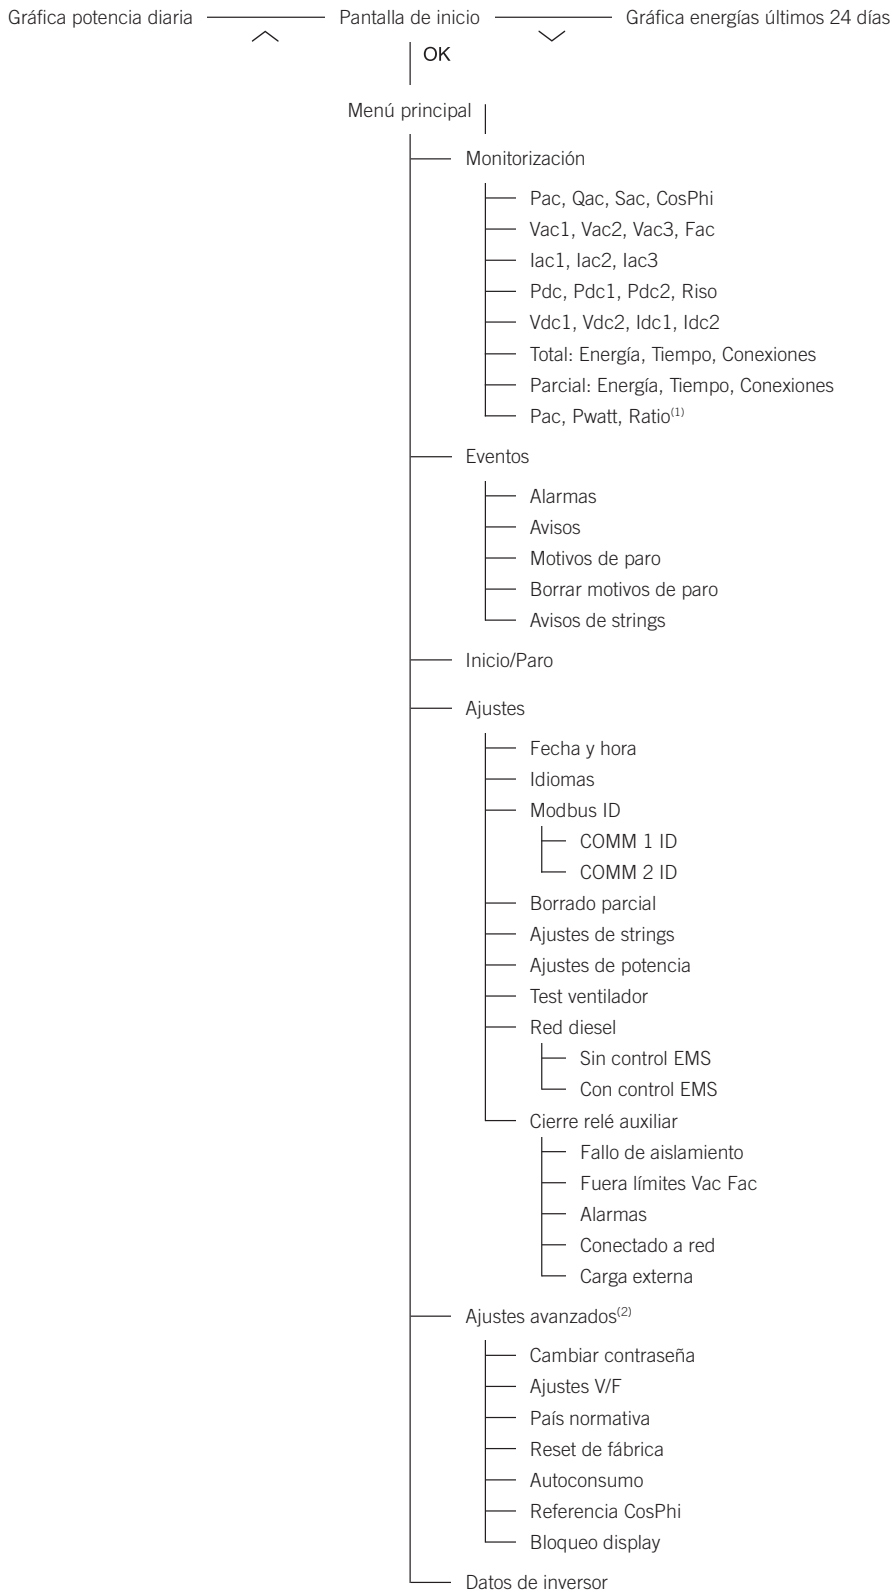 Gráfica potencia diaria Pantalla de inicio Gráfica energías últimos 24 días
OK
Menú principal
Monitorización
Pac, Qac, Sac, CosPhi
Vac1, Vac2, Vac3, Fac
Iac1, Iac2, Iac3
Pdc, Pdc1, Pdc2, Riso
Vdc1, Vdc2, Idc1, Idc2
Total: Energía, Tiempo, Conexiones
Parcial: Energía, Tiempo, Conexiones
Pac, Pwatt, Ratio(1)
Eventos
Alarmas
Avisos
Motivos de paro
Borrar motivos de paro
Avisos de strings
Inicio/Paro
Ajustes
Fecha y hora
Idiomas
Modbus ID
COMM 1 ID
COMM 2 ID
Borrado parcial
Ajustes de strings
Ajustes de potencia
Test ventilador
Red diesel
Sin control EMS
Con control EMS
Cierre relé auxiliar
Fallo de aislamiento
Fuera límites Vac Fac
Alarmas
Conectado a red
Carga externa
Ajustes avanzados(2)
Cambiar contraseña
Ajustes V/F
País normativa
Reset de fábrica
Autoconsumo
Referencia CosPhi
Bloqueo display
Datos de inversor